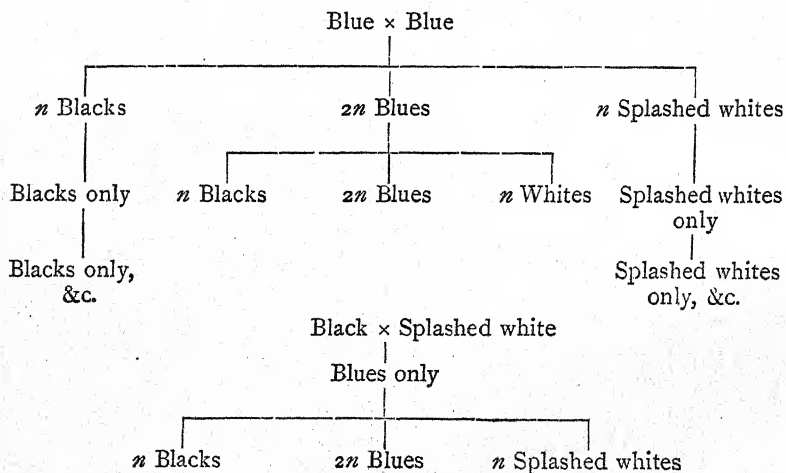 Blue × Blue
n Blacks 2n Blues n Splashed whites
Blacks only n Blacks 2n Blues n Whites Splashed whites
only
Blacks only, Splashed whites
&c. only, &c.
Black × Splashed white
Blues only
n Blacks 2n Blues n Splashed whites